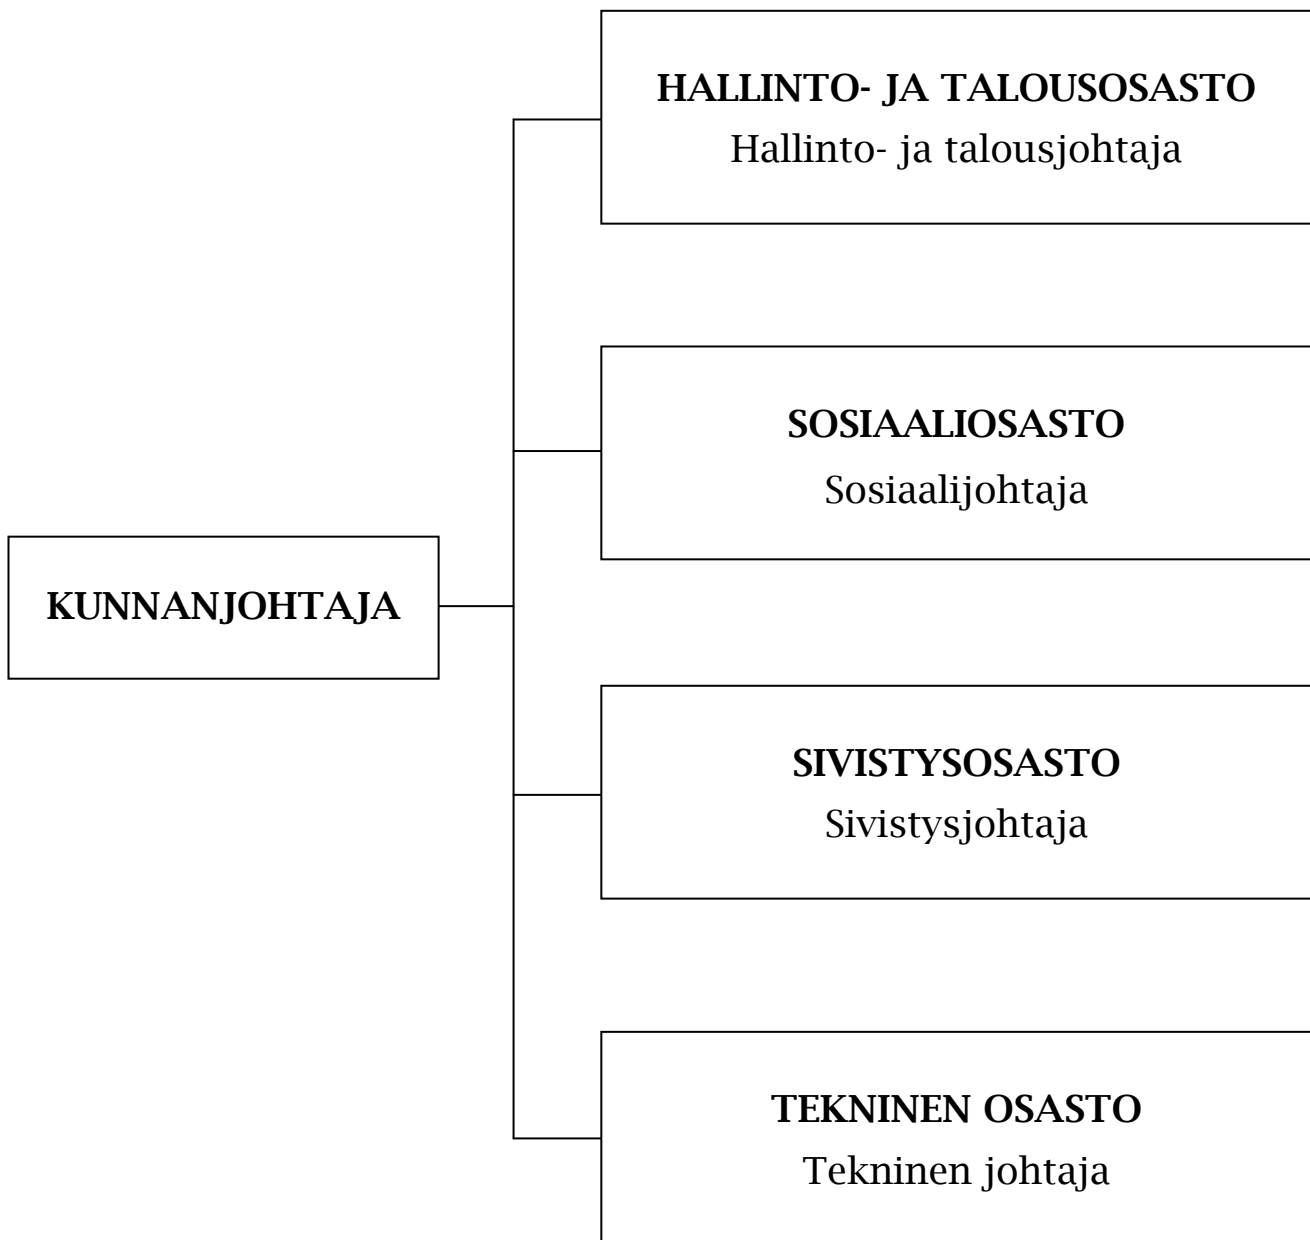 HALLINTO- JA TALOUSOSASTO
Hallinto- ja talousjohtaja
SOSIAALIOSASTO
Sosiaalijohtaja
KUNNANJOHTAJA
SIVISTYSOSASTO
Sivistysjohtaja
TEKNINEN OSASTO
Tekninen johtaja